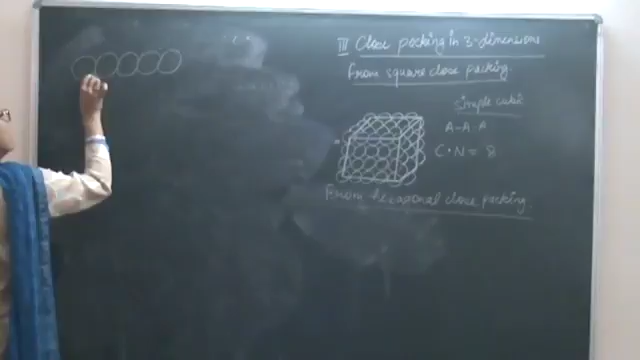 III Close packing in 3-dimensions
From square close packing.
simple cubic
A-A A
C.N = 8
From hexagonal close packing.